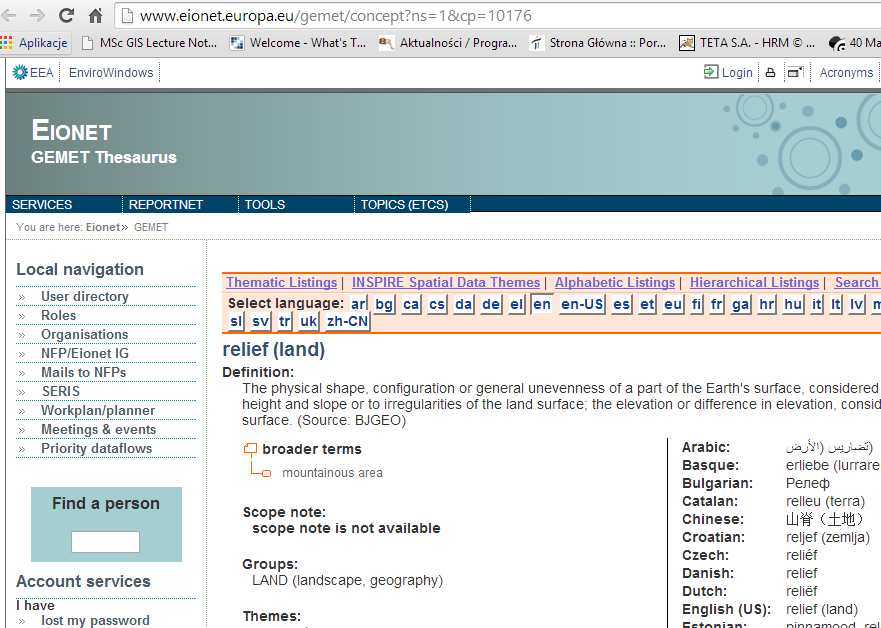 www.eionet.europa.eu/gemet/concept?ns=1&cp=10176
Aplikacje MSc GIS Lecture Not... Welcome - What's T... Aktualności / Progra... Strona Główna :: Por... TETA S.A. - HRM © ... 40 Ma
EEA EnviroWindows Login Acronyms
EIONET
GEMET Thesaurus
SERVICES REPORTNET TOOLS TOPICS (ETCS)
You are here: Eionet» GEMET
Local navigation
» User directory
» Roles
» Organisations
» NFP/Eionet IG
» Mails to NFPs
» SERIS
» Workplan/planner
» Meetings & events
» Priority dataflows
Find a person
Account services
I have
» lost my password
Thematic Listings | INSPIRE Spatial Data Themes | Alphabetic Listings | Hierarchical Listings | Search
Select language: ar bg ca cs da de el en en-US es et eu fi fr ga hr hu it lt lv
sl sv tr uk zh-CN
relief (land)
Definition:
The physical shape, configuration or general unevenness of a part of the Earth's surface, considered
height and slope or to irregularities of the land surface; the elevation or difference in elevation, consid
surface. (Source: BJGEO)
broader terms
mountainous area
Scope note:
scope note is not available
Groups:
LAND (landscape, geography)
Themes:
Arabic: تضاريس (الأرض)
Basque: erliebe (lurrare
Bulgarian: Релеф
Catalan: relleu (terra)
Chinese: 山脊（土地）
Croatian: reljef (zemlja)
Czech: reliéf
Danish: relief
Dutch: reliëf
English (US): relief (land)
Estonian: pinnamood, rel